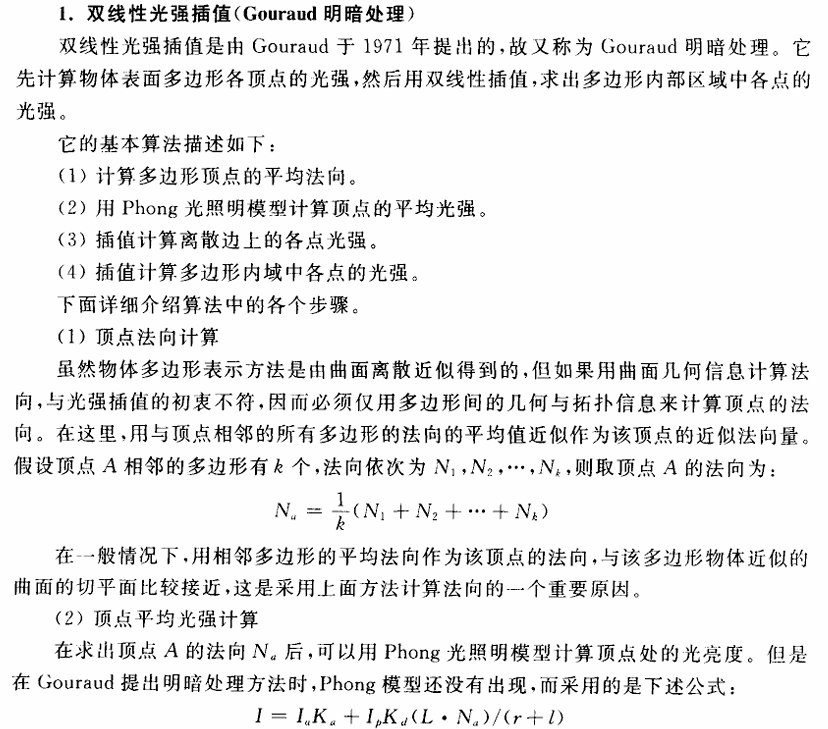 1. 双线性光强插值(Gouraud 明暗处理)
双线性光强插值是由 Gouraud 于 1971 年提出的,故又称为 Gouraud 明暗处理。它
先计算物体表面多边形各顶点的光强,然后用双线性插值,求出多边形内部区域中各点的
光强。
它的基本算法描述如下:
(1) 计算多边形顶点的平均法向。
(2) 用 Phong 光照明模型计算顶点的平均光强。
(3) 插值计算离散边上的各点光强。
(4) 插值计算多边形内域中各点的光强。
下面详细介绍算法中的各个步骤。
(1) 顶点法向计算
虽然物体多边形表示方法是由曲面离散近似得到的,但如果用曲面几何信息计算法
向,与光强插值的初衷不符,因而必须仅用多边形间的几何与拓扑信息来计算顶点的法
向。在这里,用与顶点相邻的所有多边形的法向的平均值近似作为该顶点的近似法向量。
假设顶点 A 相邻的多边形有 k 个,法向依次为 N₁,N₂,…,Nₖ,则取顶点 A 的法向为:
Nₐ = 1/k (N₁ + N₂ + … + Nₖ)
在一般情况下,用相邻多边形的平均法向作为该顶点的法向,与该多边形物体近似的
曲面的切平面比较接近,这是采用上面方法计算法向的一个重要原因。
(2) 顶点平均光强计算
在求出顶点 A 的法向 Nₐ 后,可以用 Phong 光照明模型计算顶点处的光亮度。但是
在 Gouraud 提出明暗处理方法时,Phong 模型还没有出现,而采用的是下述公式:
I = IₐKₐ + IₚK_d(L · Nₐ)/(r + l)